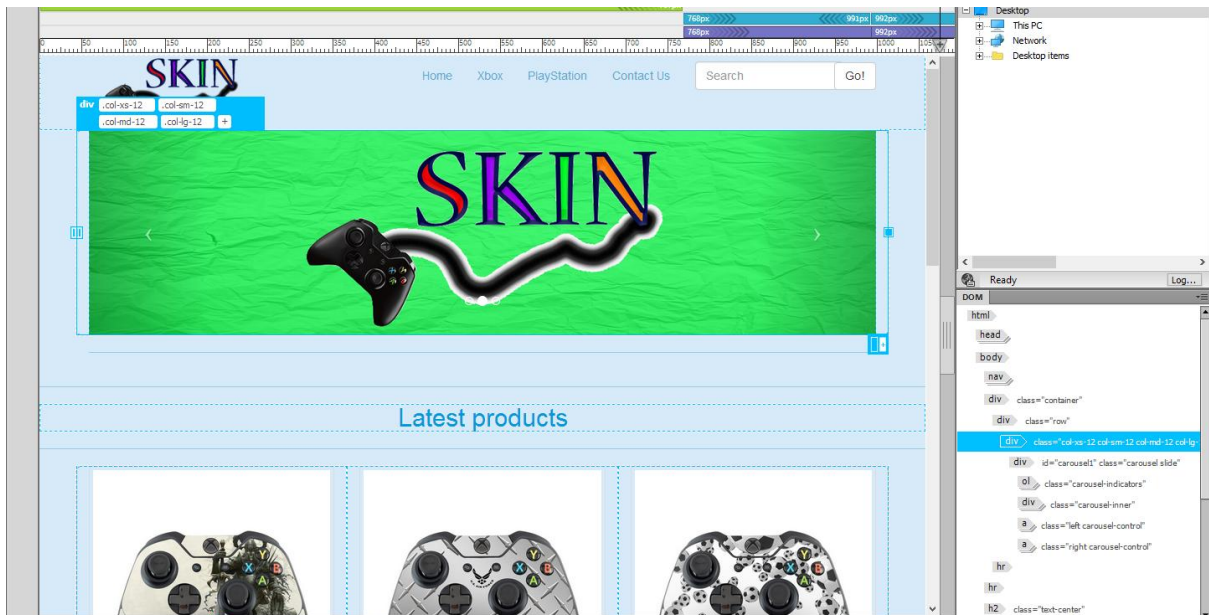 768px 991px 992px
768px 992px
0 50 100 150 200 250 300 350 400 450 500 550 600 650 700 750 800 850 900 950 1000 1050
Desktop
This PC
Network
Desktop items
SKIN
Home Xbox PlayStation Contact Us Search Go!
div .col-xs-12 .col-sm-12
.col-md-12 .col-lg-12 +
SKIN
Ready Log...
DOM
html
head
body
nav
div class="container"
div class="row"
div class="col-xs-12 col-sm-12 col-md-12 col-lg-
div id="carousel1" class="carousel slide"
ol class="carousel-indicators"
div class="carousel-inner"
a class="left carousel-control"
a class="right carousel-control"
hr
hr
h2 class="text-center"
Latest products
Y
X B
A
Y
X B
A
Y
X B
A